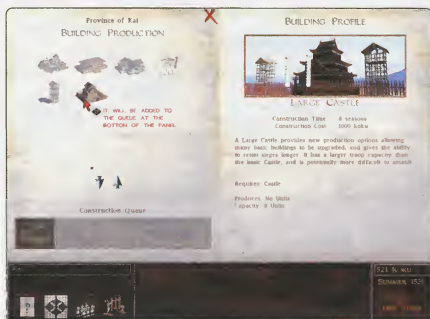 Province of Kai
BUILDING PRODUCTION
IT WILL BE ADDED TO
THE QUEUE AT THE
BOTTOM OF THE PANEL
Construction Queue
BUILDING PROFILE
LARGE CASTLE
Construction Time 8 seasons
Construction Cost 1000 koku
A Large Castle provides new production options allowing
many basic buildings to be upgraded, and gives the ability
to resist sieges longer. It has a larger troop capacity than
the basic Castle, and is potentially more difficult to assault
Requires: Castle
Produces: No Units
Capacity: 8 Units
SUMMER